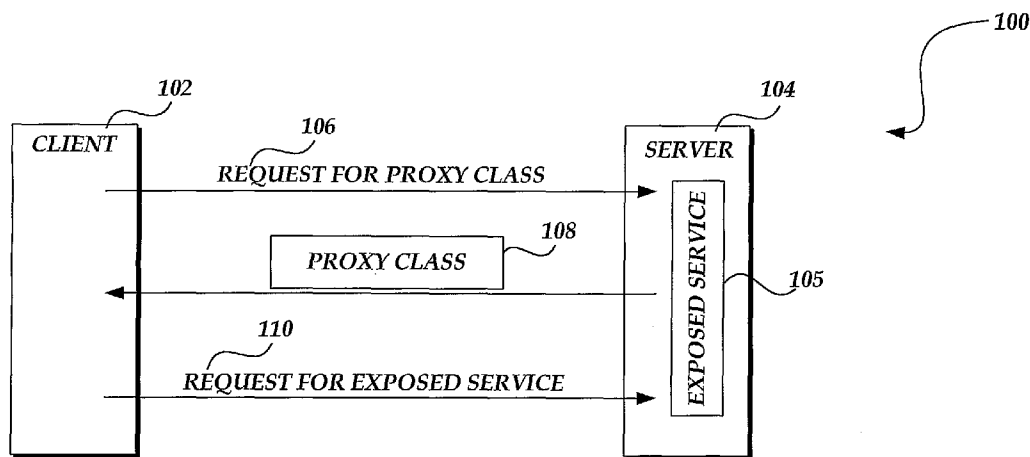 100
102
CLIENT
106
REQUEST FOR PROXY CLASS
104
SERVER
108
PROXY CLASS
EXPOSED SERVICE
105
110
REQUEST FOR EXPOSED SERVICE